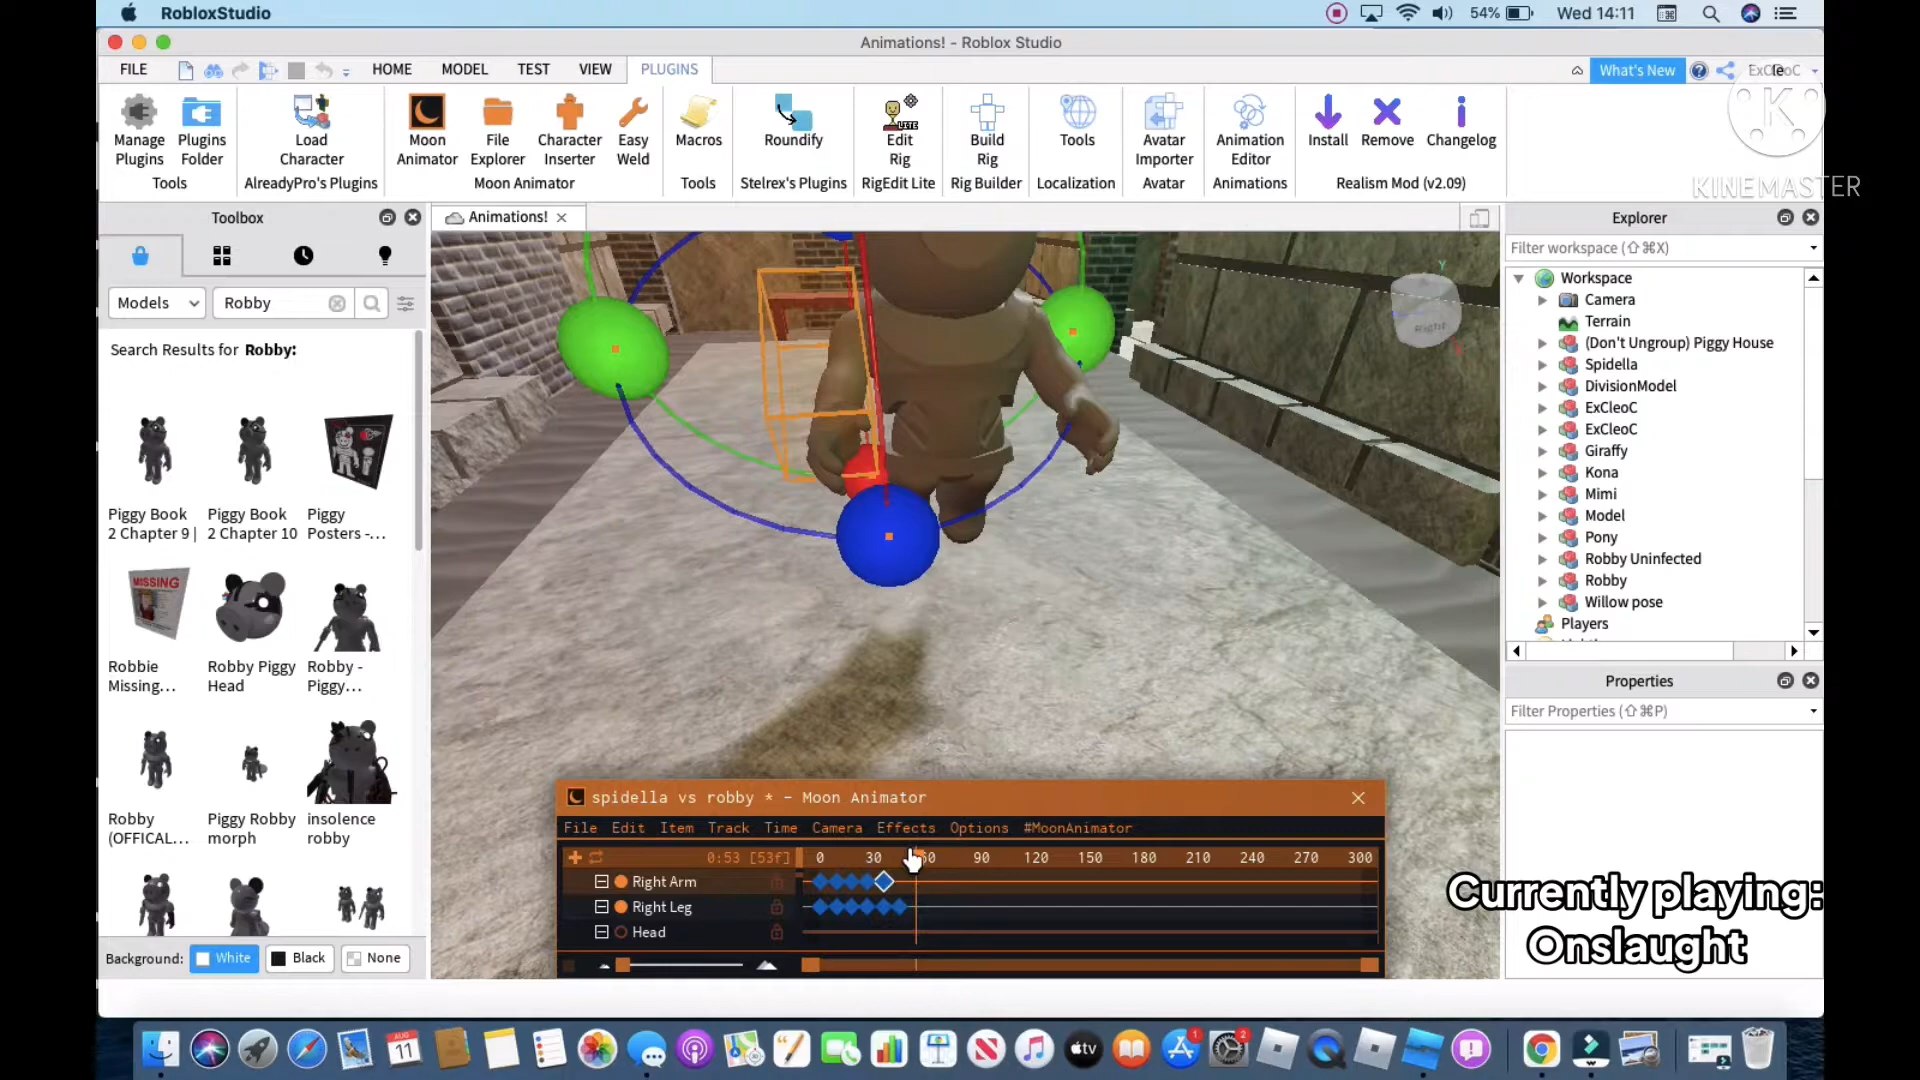 RobloxStudio
54%
Wed 14:11
Animations! - Roblox Studio
FILE
HOME
MODEL
TEST
VIEW
PLUGINS
What's New
ExCleoC
Manage Plugins
Plugins Folder
Load Character
Moon Animator
File Explorer
Character Inserter
Easy Weld
Macros
Roundify
Edit Rig
Build Rig
Tools
Avatar Importer
Animation Editor
Install
Remove
Changelog
Tools
AlreadyPro's Plugins
Moon Animator
Tools
Stelrex's Plugins
RigEdit Lite
Rig Builder
Localization
Avatar
Animations
Realism Mod (v2.09)
K
KINEMASTER
Toolbox
Animations!
Explorer
Filter workspace (⇧⌘X)
Models
Robby
Search Results for Robby:
Piggy Book 2 Chapter 9 |
Piggy Book 2 Chapter 10
Piggy Posters -...
MISSING
Robbie Missing...
Robby Piggy Head
Robby - Piggy...
Robby (OFFICAL...
Piggy Robby morph
insolence robby
Background:
White
Black
None
Y
Right
Workspace
Camera
Terrain
(Don't Ungroup) Piggy House
Spidella
DivisionModel
ExCleoC
ExCleoC
Giraffy
Kona
Mimi
Model
Pony
Robby Uninfected
Robby
Willow pose
Players
Properties
Filter Properties (⇧⌘P)
spidella vs robby * - Moon Animator
File Edit Item Track Time Camera Effects Options #MoonAnimator
0:53 [53f]
0 30 60 90 120 150 180 210 240 270 300
Right Arm
Right Leg
Head
Currently playing:
Onslaught
AUG
11
tv
1
2